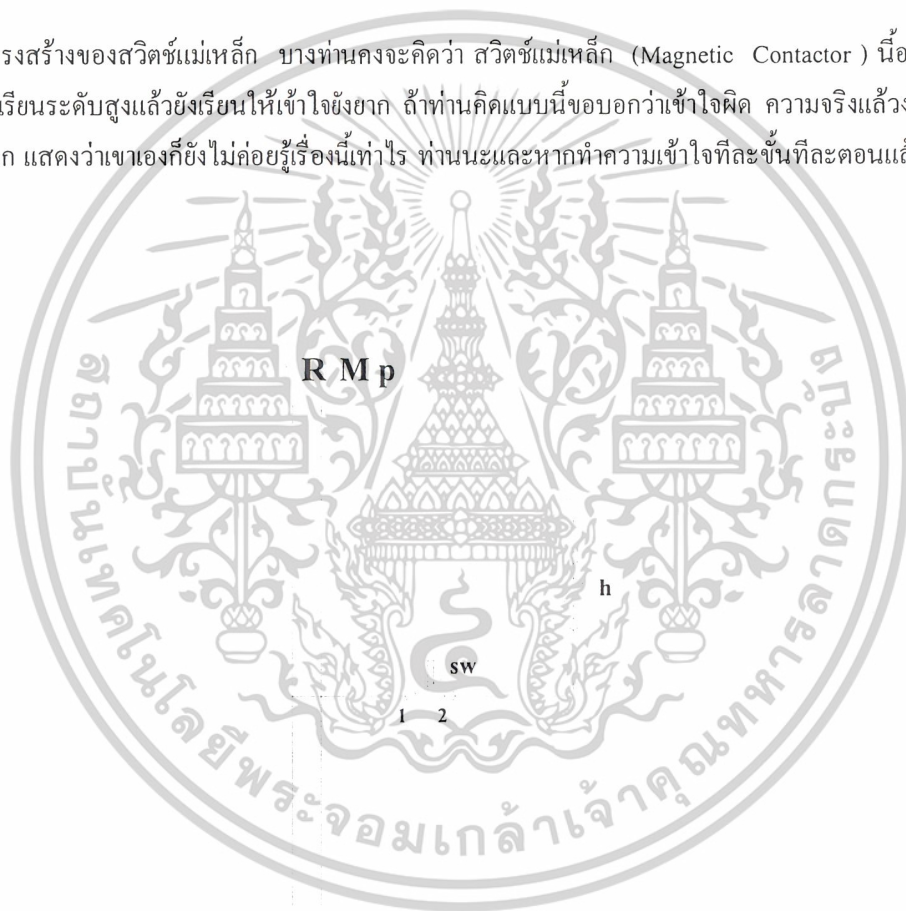 รงสร้างของสวิตช์แม่เหล็ก บางท่านคงจะคิดว่า สวิตช์แม่เหล็ก (Magnetic Contactor ) นี้อ
เรียนระดับสูงแล้วยังเรียนให้เข้าใจยังยาก ถ้าท่านคิดแบบนี้ขอบอกว่าเข้าใจผิด ความจริงแล้วง
ก แสดงว่าเขาเองก็ยังไม่ค่อยรู้เรื่องนี้เท่าไร ท่านนะและหากทำความเข้าใจทีละขั้นทีละตอนแล้
R M p
h
sw
1 2
สถาบันเทคโนโลยีพระจอมเกล้าเจ้าคุณทหารลาดกระบัง